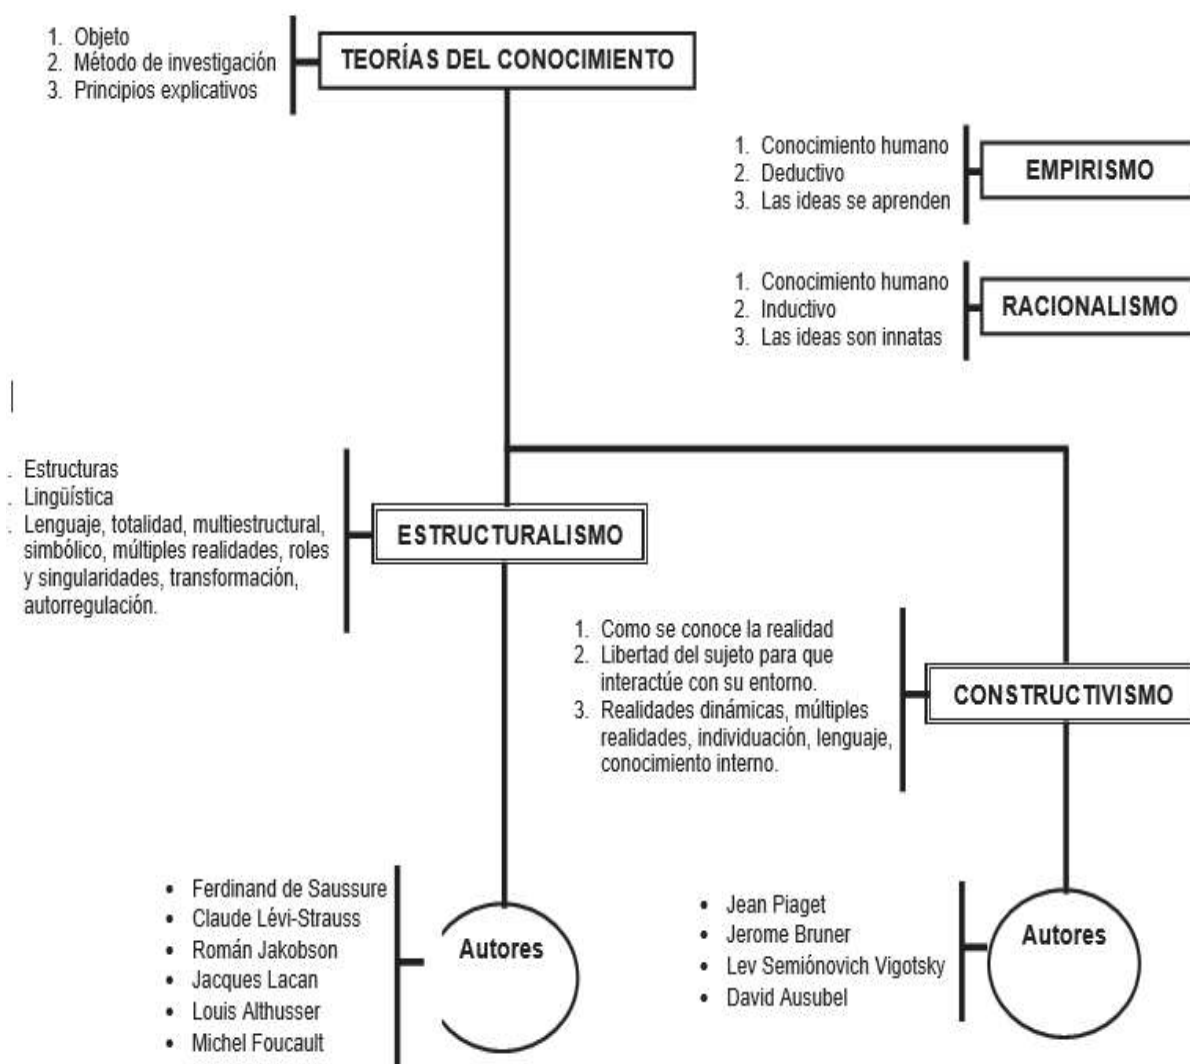 1. Objeto
2. Método de investigación
3. Principios explicativos
TEORÍAS DEL CONOCIMIENTO
1. Conocimiento humano
2. Deductivo
3. Las ideas se aprenden
EMPIRISMO
1. Conocimiento humano
2. Inductivo
3. Las ideas son innatas
RACIONALISMO
. Estructuras
. Lingüística
. Lenguaje, totalidad, multiestructural,
simbólico, múltiples realidades, roles
y singularidades, transformación,
autorregulación.
ESTRUCTURALISMO
1. Como se conoce la realidad
2. Libertad del sujeto para que
interactúe con su entorno.
3. Realidades dinámicas, múltiples
realidades, individuación, lenguaje,
conocimiento interno.
CONSTRUCTIVISMO
• Ferdinand de Saussure
• Claude Lévi-Strauss
• Román Jakobson
• Jacques Lacan
• Louis Althusser
• Michel Foucault
Autores
• Jean Piaget
• Jerome Bruner
• Lev Semiónovich Vigotsky
• David Ausubel
Autores